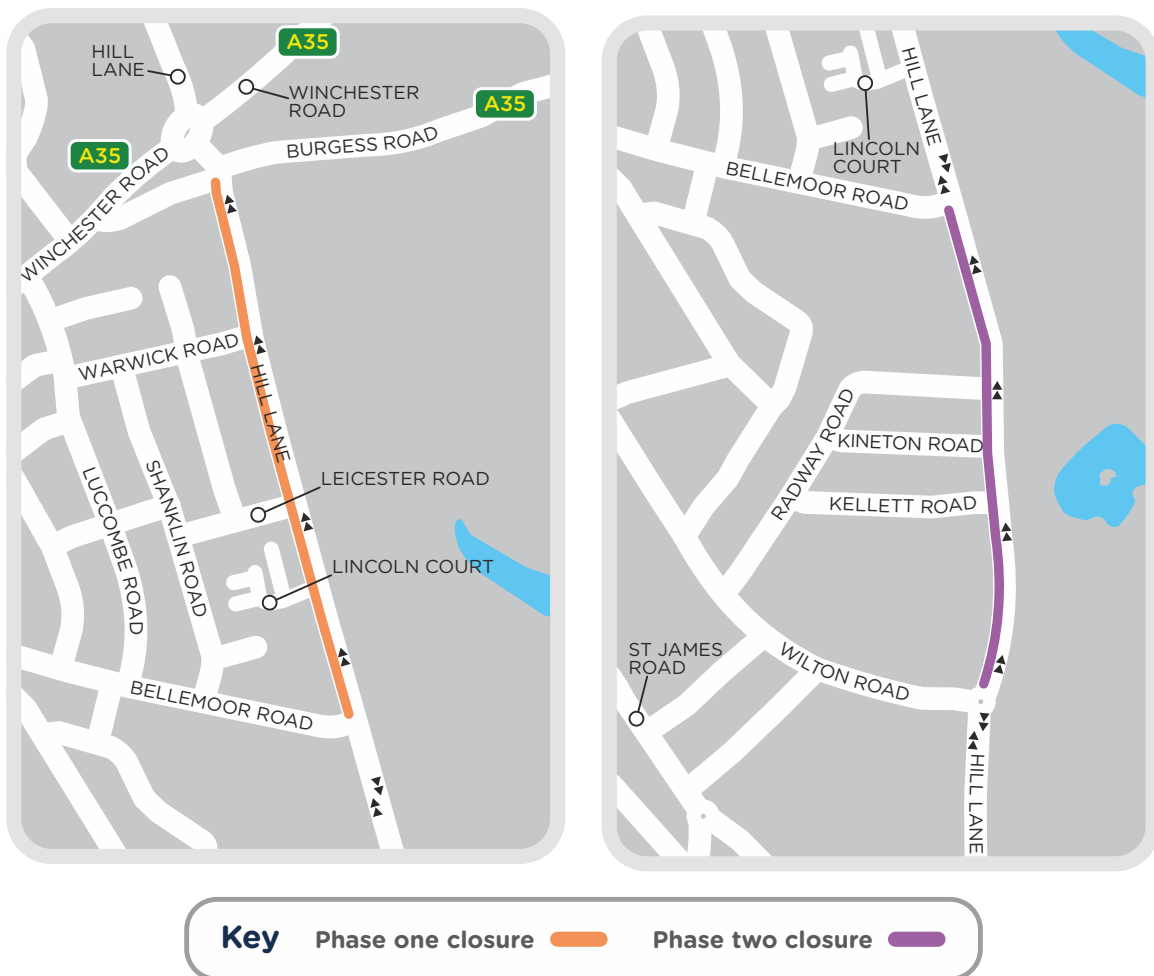 A35
HILL
LANE
WINCHESTER
ROAD
A35
BURGESS ROAD
A35
WINCHESTER ROAD
WARWICK ROAD
HILL LANE
LEICESTER ROAD
SHANKLIN ROAD
LUCCOMBE ROAD
LINCOLN COURT
BELLEMOOR ROAD
HILL LANE
LINCOLN
COURT
BELLEMOOR ROAD
RADWAY ROAD
KINETON ROAD
KELLETT ROAD
ST JAMES
ROAD
WILTON ROAD
HILL LANE
Key
Phase one closure
Phase two closure